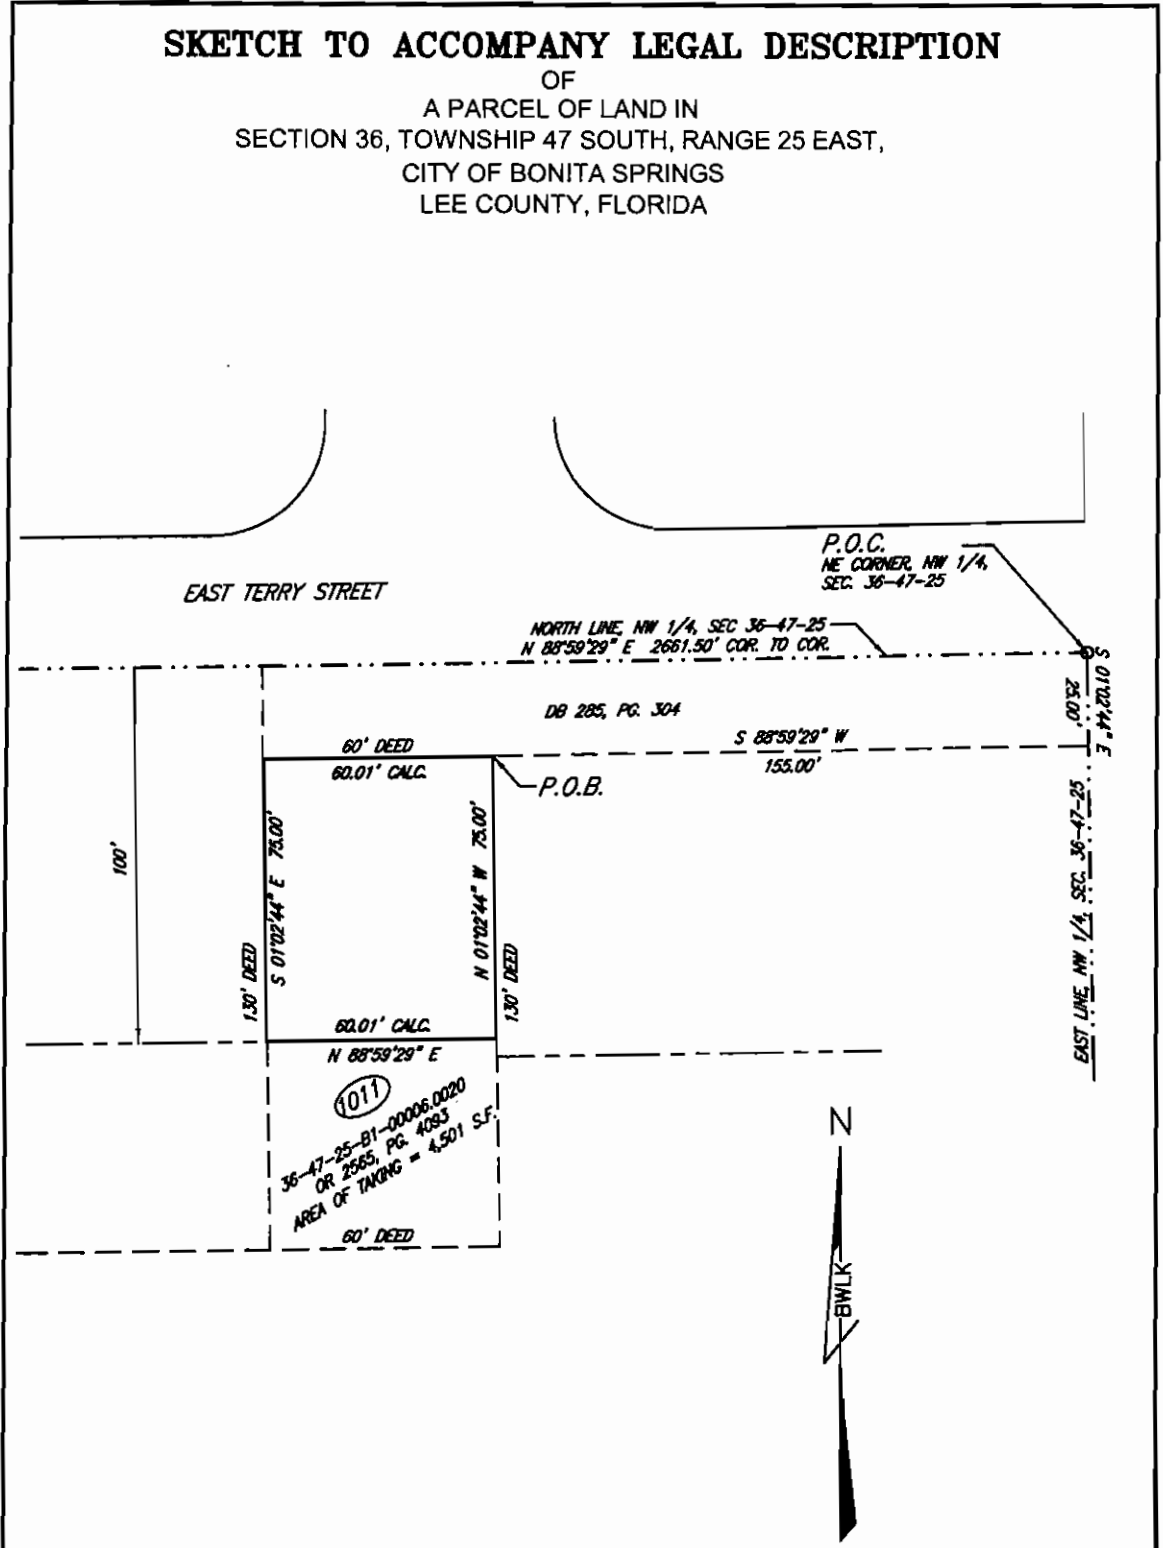 SKETCH TO ACCOMPANY LEGAL DESCRIPTION
OF
A PARCEL OF LAND IN
SECTION 36, TOWNSHIP 47 SOUTH, RANGE 25 EAST,
CITY OF BONITA SPRINGS
LEE COUNTY, FLORIDA
P.O.C.
NE CORNER, NW 1/4,
SEC. 36-47-25
EAST TERRY STREET
NORTH LINE, NW 1/4, SEC 36-47-25
N 88°59'29" E 2661.50' COR. TO COR.
S 01°02'44" E
25.00'
DB 285, PG. 304
60' DEED
60.01' CALC.
S 88°59'29" W
155.00'
P.O.B.
100'
130' DEED
S 01°02'44" E 75.00'
N 01°02'44" W 75.00'
130' DEED
EAST LINE, NW 1/4, SEC. 36-47-25
60.01' CALC.
N 88°59'29" E
1011
36-47-25-B1-00006.0020
OR 2565, PG. 4093
AREA OF TAKING = 4,501 S.F.
60' DEED
N
BWLK